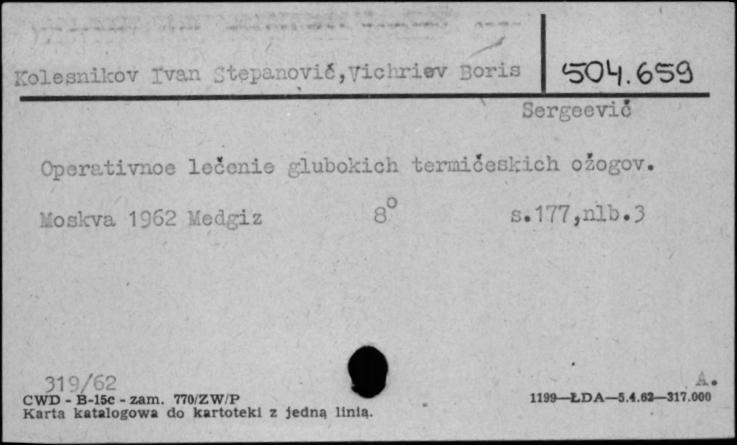 Kolesnikov Ivan Stepanovič,Vichriev Boris
504.659
Sergeevič
Operativnoe lečenie glubokich termičeskich ožogov.
Moskva 1962 Medgiz 8° s.177,nlb.3
319/62
A.
CWD - B-15c - zam. 770/ZW/P
1199—ŁDA—5.4.62—317.000
Karta katalogowa do kartoteki z jedną linią.